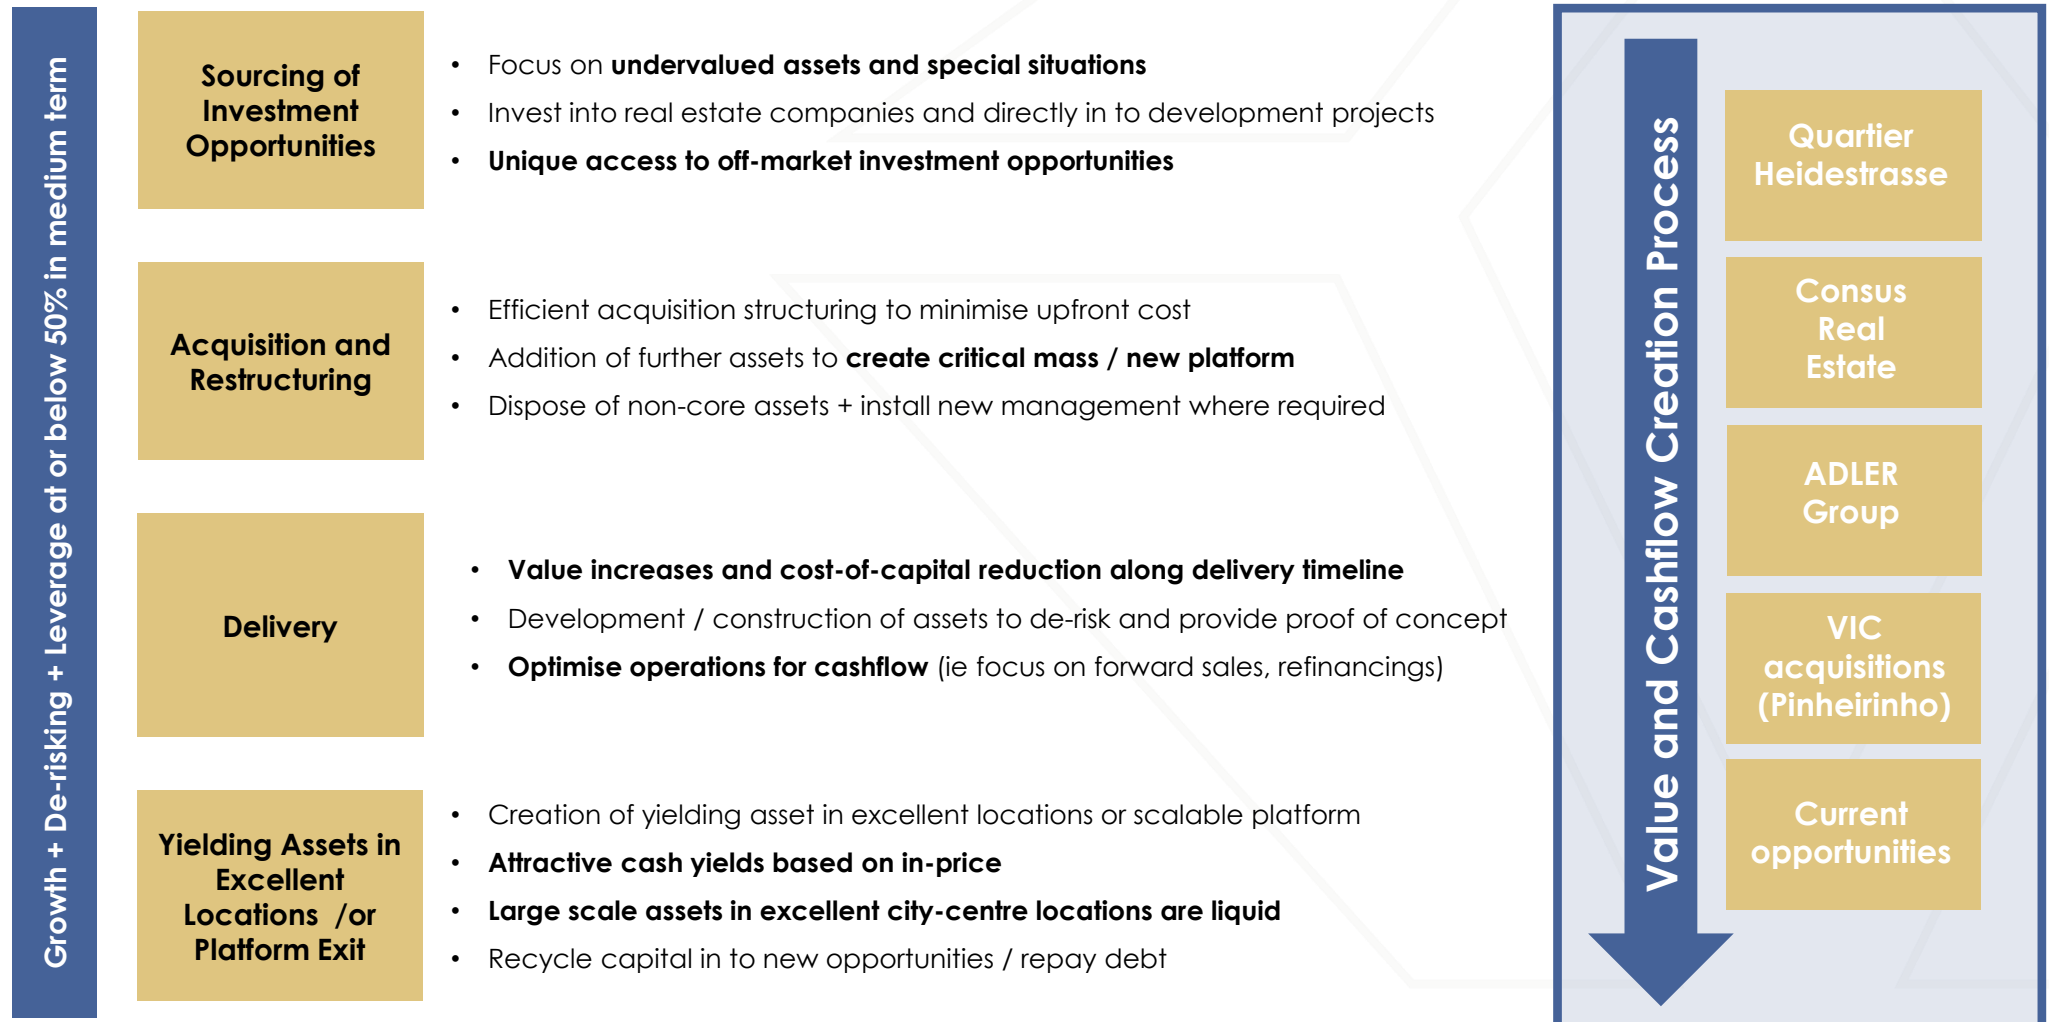 Growth + De-risking + Leverage at or below 50% in medium term
Sourcing of
Investment
Opportunities
• Focus on undervalued assets and special situations
• Invest into real estate companies and directly in to development projects
• Unique access to off-market investment opportunities
Acquisition and
Restructuring
• Efficient acquisition structuring to minimise upfront cost
• Addition of further assets to create critical mass / new platform
• Dispose of non-core assets + install new management where required
Delivery
• Value increases and cost-of-capital reduction along delivery timeline
• Development / construction of assets to de-risk and provide proof of concept
• Optimise operations for cashflow (ie focus on forward sales, refinancings)
Yielding Assets in
Excellent
Locations /or
Platform Exit
• Creation of yielding asset in excellent locations or scalable platform
• Attractive cash yields based on in-price
• Large scale assets in excellent city-centre locations are liquid
• Recycle capital in to new opportunities / repay debt
Value and Cashflow Creation Process
Quartier
Heidestrasse
Consus
Real
Estate
ADLER
Group
VIC
acquisitions
(Pinheirinho)
Current
opportunities